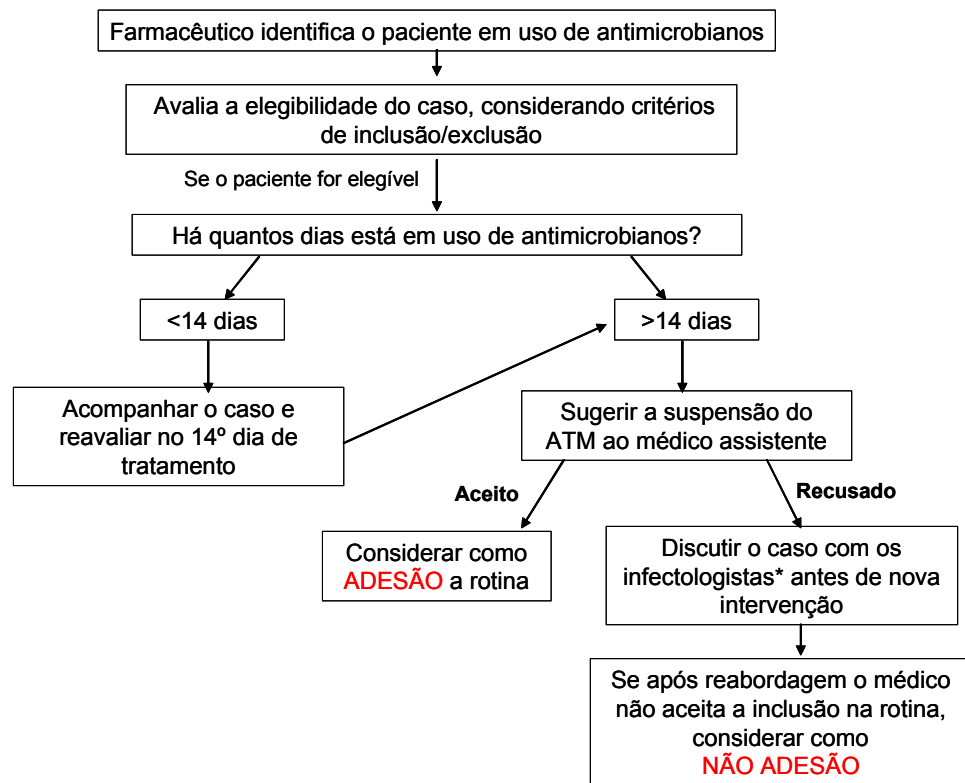 Farmacêutico identifica o paciente em uso de antimicrobianos
Avalia a elegibilidade do caso, considerando critérios
de inclusão/exclusão
Se o paciente for elegível
Há quantos dias está em uso de antimicrobianos?
<14 dias
>14 dias
Acompanhar o caso e
reavaliar no 14º dia de
tratamento
Sugerir a suspensão do
ATM ao médico assistente
Aceito
Recusado
Considerar como
ADESÃO a rotina
Discutir o caso com os
infectologistas* antes de nova
intervenção
Se após reabordagem o médico
não aceita a inclusão na rotina,
considerar como
NÃO ADESÃO